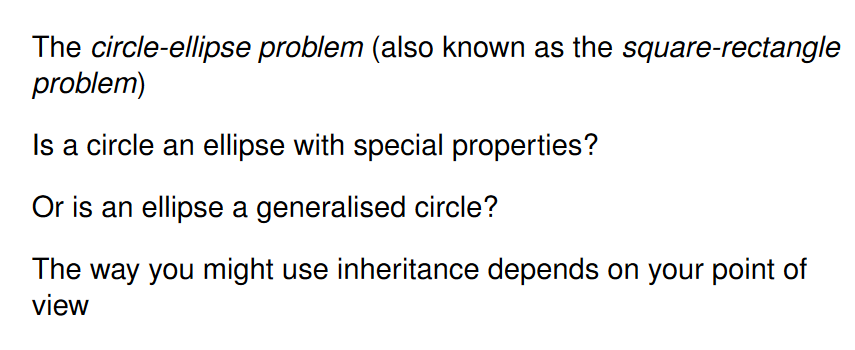 The circle-ellipse problem (also known as the square-rectangle
problem)
Is a circle an ellipse with special properties?
Or is an ellipse a generalised circle?
The way you might use inheritance depends on your point of
view